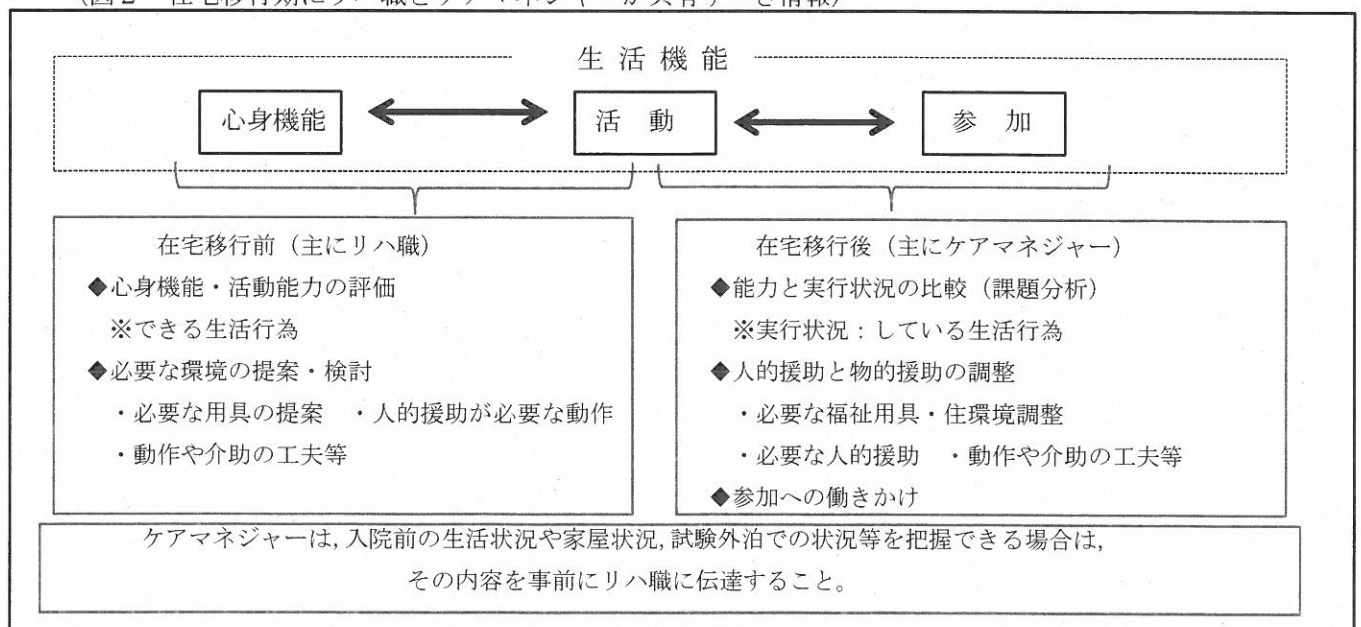 生活機能
心身機能
活動
参加
在宅移行前（主にリハ職）
◆心身機能・活動能力の評価
※できる生活行為
◆必要な環境の提案・検討
・必要な用具の提案　・人的援助が必要な動作
・動作や介助の工夫等
在宅移行後（主にケアマネジャー）
◆能力と実行状況の比較（課題分析）
※実行状況：している生活行為
◆人的援助と物的援助の調整
・必要な福祉用具・住環境調整
・必要な人的援助　・動作や介助の工夫等
◆参加への働きかけ
ケアマネジャーは，入院前の生活状況や家屋状況，試験外泊での状況等を把握できる場合は，
その内容を事前にリハ職に伝達すること。